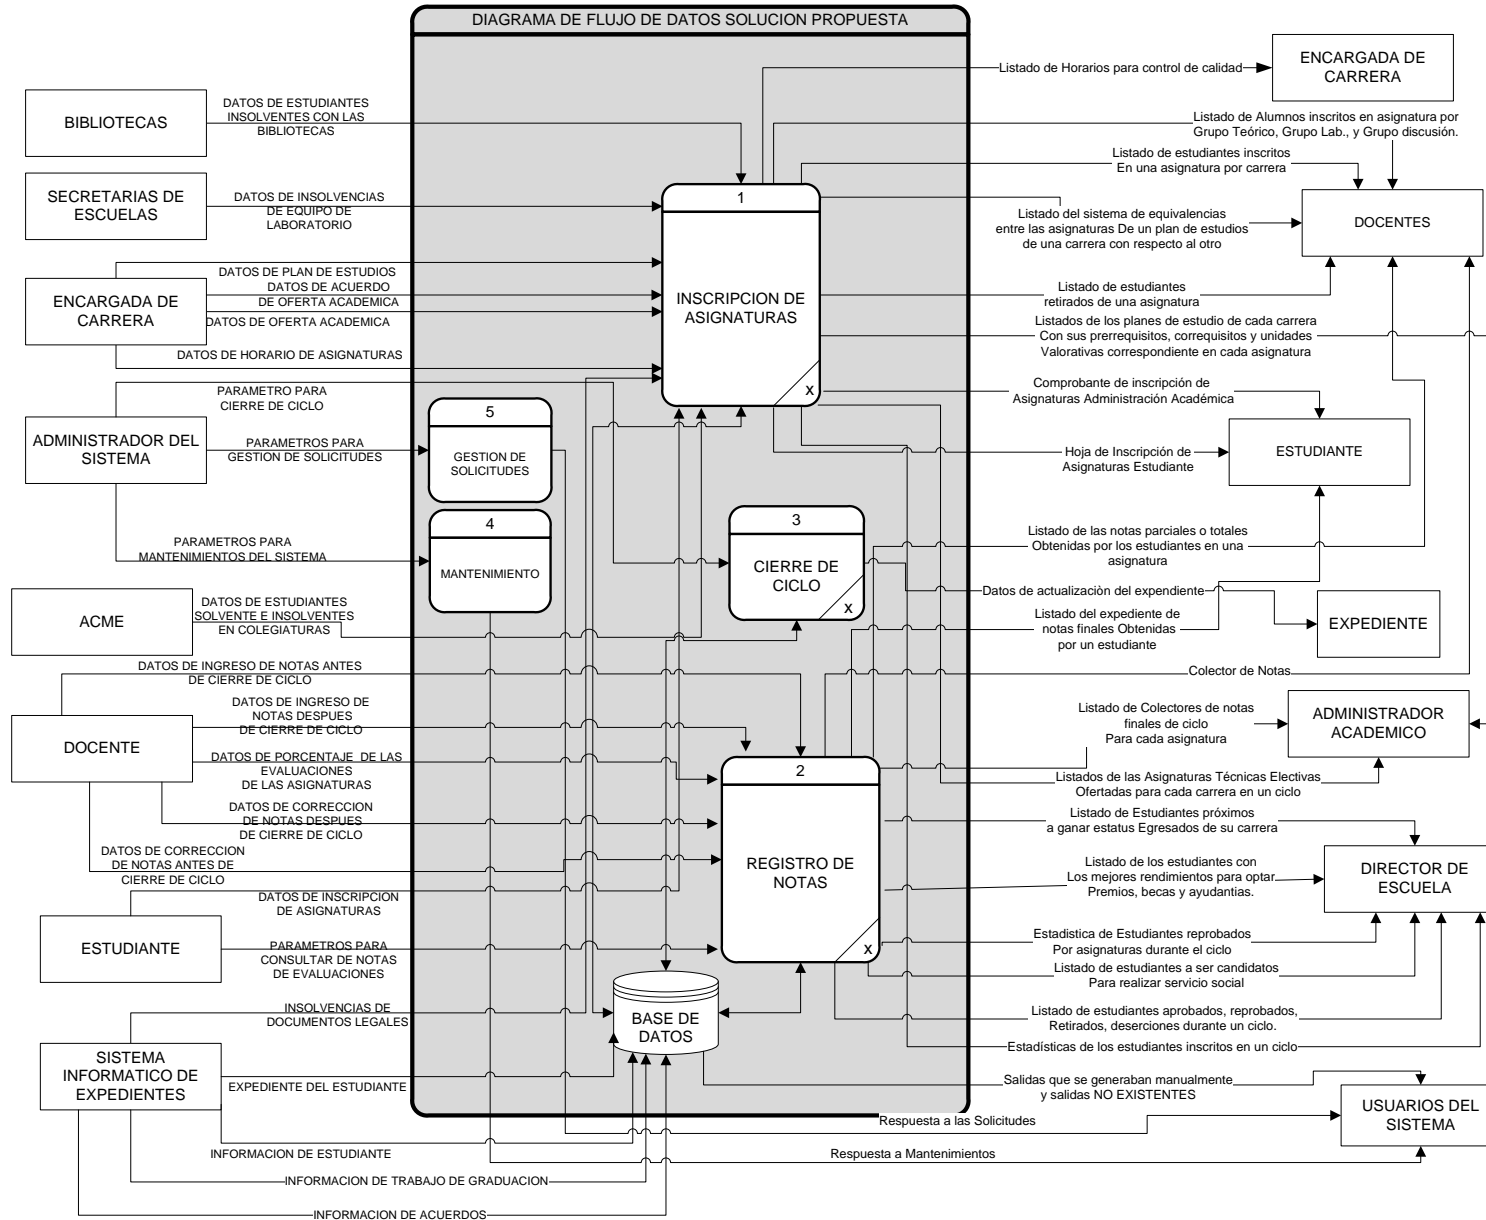 DIAGRAMA DE FLUJO DE DATOS SOLUCION PROPUESTA
BIBLIOTECAS
DATOS DE ESTUDIANTES
INSOLVENTES CON LAS
BIBLIOTECAS
SECRETARIAS DE
ESCUELAS
DATOS DE INSOLVENCIAS
DE EQUIPO DE
LABORATORIO
ENCARGADA DE
CARRERA
DATOS DE PLAN DE ESTUDIOS
DATOS DE ACUERDO
DE OFERTA ACADEMICA
DATOS DE OFERTA ACADEMICA
DATOS DE HORARIO DE ASIGNATURAS
ADMINISTRADOR DEL
SISTEMA
PARAMETRO PARA
CIERRE DE CICLO
PARAMETROS PARA
GESTION DE SOLICITUDES
PARAMETROS PARA
MANTENIMIENTOS DEL SISTEMA
ACME
DATOS DE ESTUDIANTES
SOLVENTE E INSOLVENTES
EN COLEGIATURAS
DOCENTE
DATOS DE INGRESO DE NOTAS ANTES
DE CIERRE DE CICLO
DATOS DE INGRESO DE
NOTAS DESPUES
DE CIERRE DE CICLO
DATOS DE PORCENTAJE DE LAS
EVALUACIONES
DE LAS ASIGNATURAS
DATOS DE CORRECCION
DE NOTAS DESPUES
DE CIERRE DE CICLO
DATOS DE CORRECCION
DE NOTAS ANTES DE
CIERRE DE CICLO
ESTUDIANTE
DATOS DE INSCRIPCION
DE ASIGNATURAS
PARAMETROS PARA
CONSULTAR DE NOTAS
DE EVALUACIONES
SISTEMA
INFORMATICO DE
EXPEDIENTES
INSOLVENCIAS DE
DOCUMENTOS LEGALES
EXPEDIENTE DEL ESTUDIANTE
INFORMACION DE ESTUDIANTE
INFORMACION DE TRABAJO DE GRADUACION
INFORMACION DE ACUERDOS
1
INSCRIPCION DE
ASIGNATURAS
X
5
GESTION DE
SOLICITUDES
4
MANTENIMIENTO
3
CIERRE DE
CICLO
X
2
REGISTRO DE
NOTAS
X
BASE DE
DATOS
Listado de Horarios para control de calidad
ENCARGADA DE
CARRERA
Listado de Alumnos inscritos en asignatura por
Grupo Teórico, Grupo Lab., y Grupo discusión.
Listado de estudiantes inscritos
En una asignatura por carrera
Listado del sistema de equivalencias
entre las asignaturas De un plan de estudios
de una carrera con respecto al otro
DOCENTES
Listado de estudiantes
retirados de una asignatura
Listados de los planes de estudio de cada carrera
Con sus prerrequisitos, correquisitos y unidades
Valorativas correspondiente en cada asignatura
Comprobante de inscripción de
Asignaturas Administración Académica
Hoja de Inscripción de
Asignaturas Estudiante
ESTUDIANTE
Listado de las notas parciales o totales
Obtenidas por los estudiantes en una
asignatura
Datos de actualizaciòn del expendiente
EXPEDIENTE
Listado del expediente de
notas finales Obtenidas
por un estudiante
Colector de Notas
Listado de Colectores de notas
finales de ciclo
Para cada asignatura
ADMINISTRADOR
ACADEMICO
Listados de las Asignaturas Técnicas Electivas
Ofertadas para cada carrera en un ciclo
Listado de Estudiantes próximos
a ganar estatus Egresados de su carrera
Listado de los estudiantes con
Los mejores rendimientos para optar
Premios, becas y ayudantias.
DIRECTOR DE
ESCUELA
Estadistica de Estudiantes reprobados
Por asignaturas durante el ciclo
Listado de estudiantes a ser candidatos
Para realizar servicio social
Listado de estudiantes aprobados, reprobados,
Retirados, deserciones durante un ciclo.
Estadísticas de los estudiantes inscritos en un ciclo
Salidas que se generaban manualmente
y salidas NO EXISTENTES
Respuesta a las Solicitudes
USUARIOS DEL
SISTEMA
Respuesta a Mantenimientos